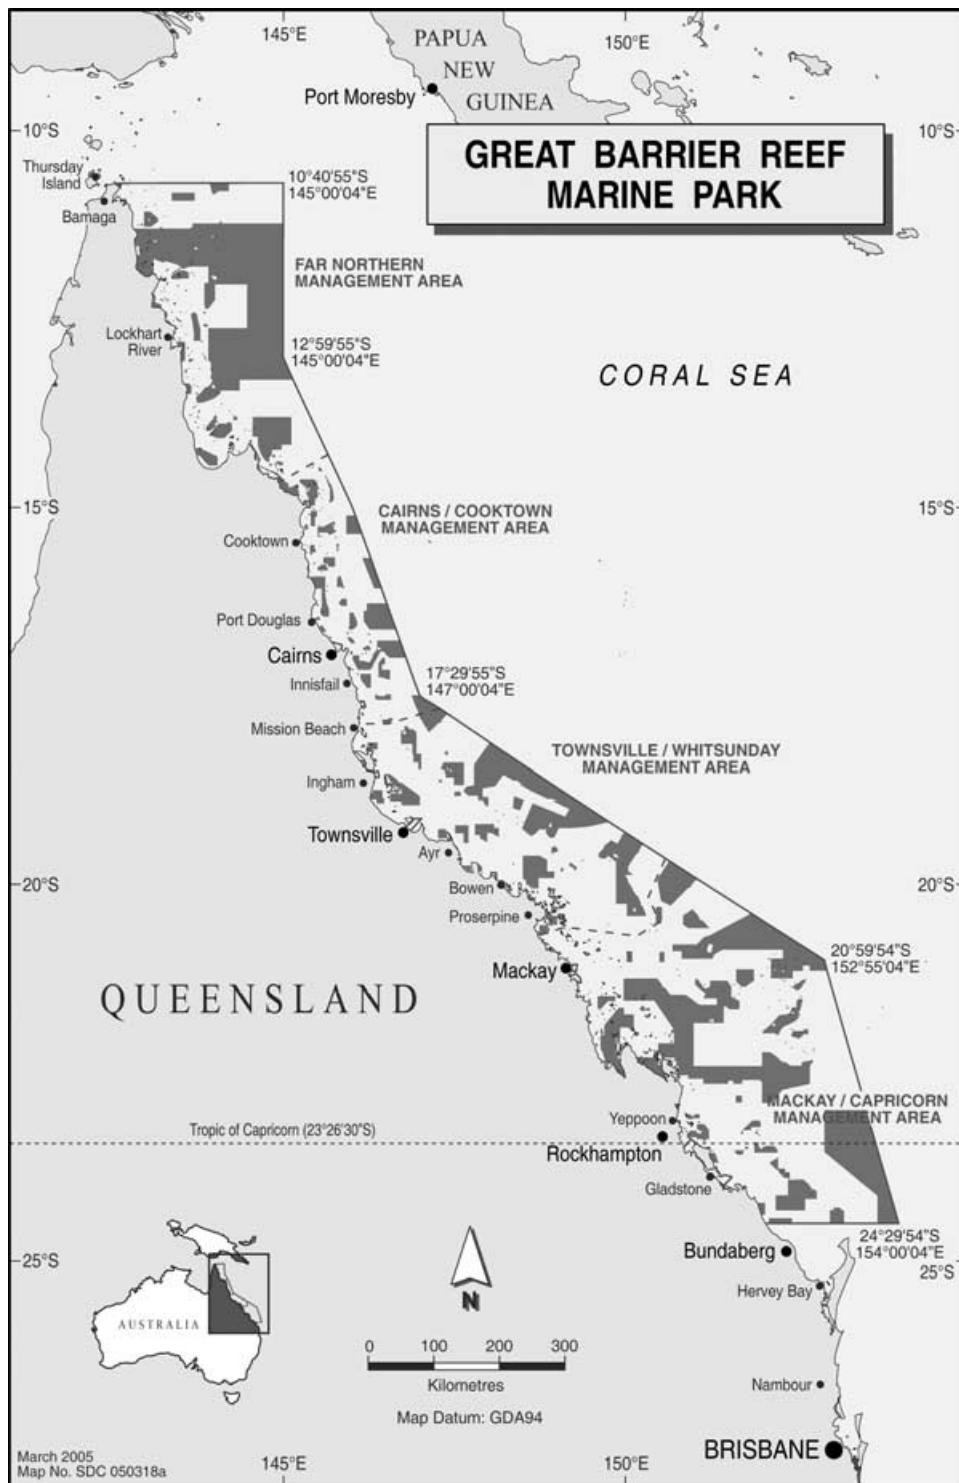 145°E
150°E
PAPUA
NEW
GUINEA
Port Moresby
10°S
10°S
GREAT BARRIER REEF
MARINE PARK
Thursday
Island
Bamaga
10°40'55"S
145°00'04"E
FAR NORTHERN
MANAGEMENT AREA
Lockhart
River
12°59'55"S
145°00'04"E
CORAL SEA
15°S
15°S
CAIRNS / COOKTOWN
MANAGEMENT AREA
Cooktown
Port Douglas
Cairns
Innisfail
17°29'55"S
147°00'04"E
Mission Beach
TOWNSVILLE / WHITSUNDAY
MANAGEMENT AREA
Ingham
Townsville
Ayr
20°S
20°S
Bowen
Proserpine
20°59'54"S
152°55'04"E
Mackay
QUEENSLAND
MACKAY / CAPRICORN
MANAGEMENT AREA
Yeppoon
Tropic of Capricorn (23°26'30"S)
Rockhampton
Gladstone
24°29'54"S
154°00'04"E
25°S
25°S
Bundaberg
Hervey Bay
AUSTRALIA
N
0 100 200 300
Kilometres
Map Datum: GDA94
Nambour
BRISBANE
March 2005
Map No. SDC 050318a
145°E
150°E